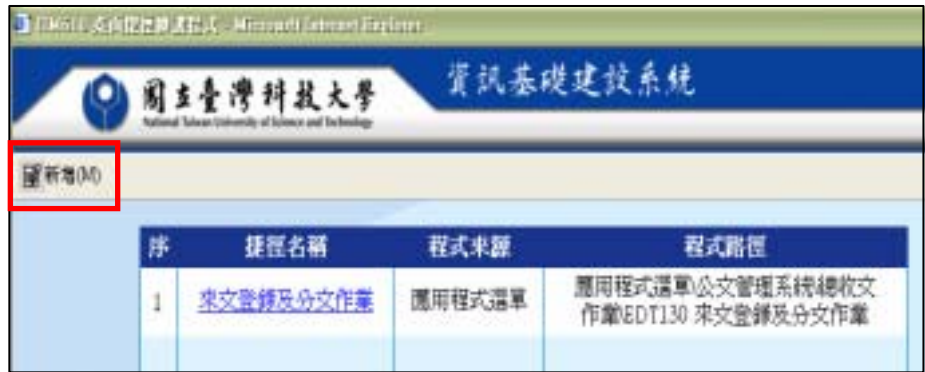 - Microsoft Internet Explorer
國立臺灣科技大學
National Taiwan University of Science and Technology
資訊基礎建設系統
新增(M)
序 捷徑名稱 程式來源 程式路徑
1 來文登錄及分文作業 應用程式選單 應用程式選單\公文管理系統\總收文
作業\EDT130 來文登錄及分文作業